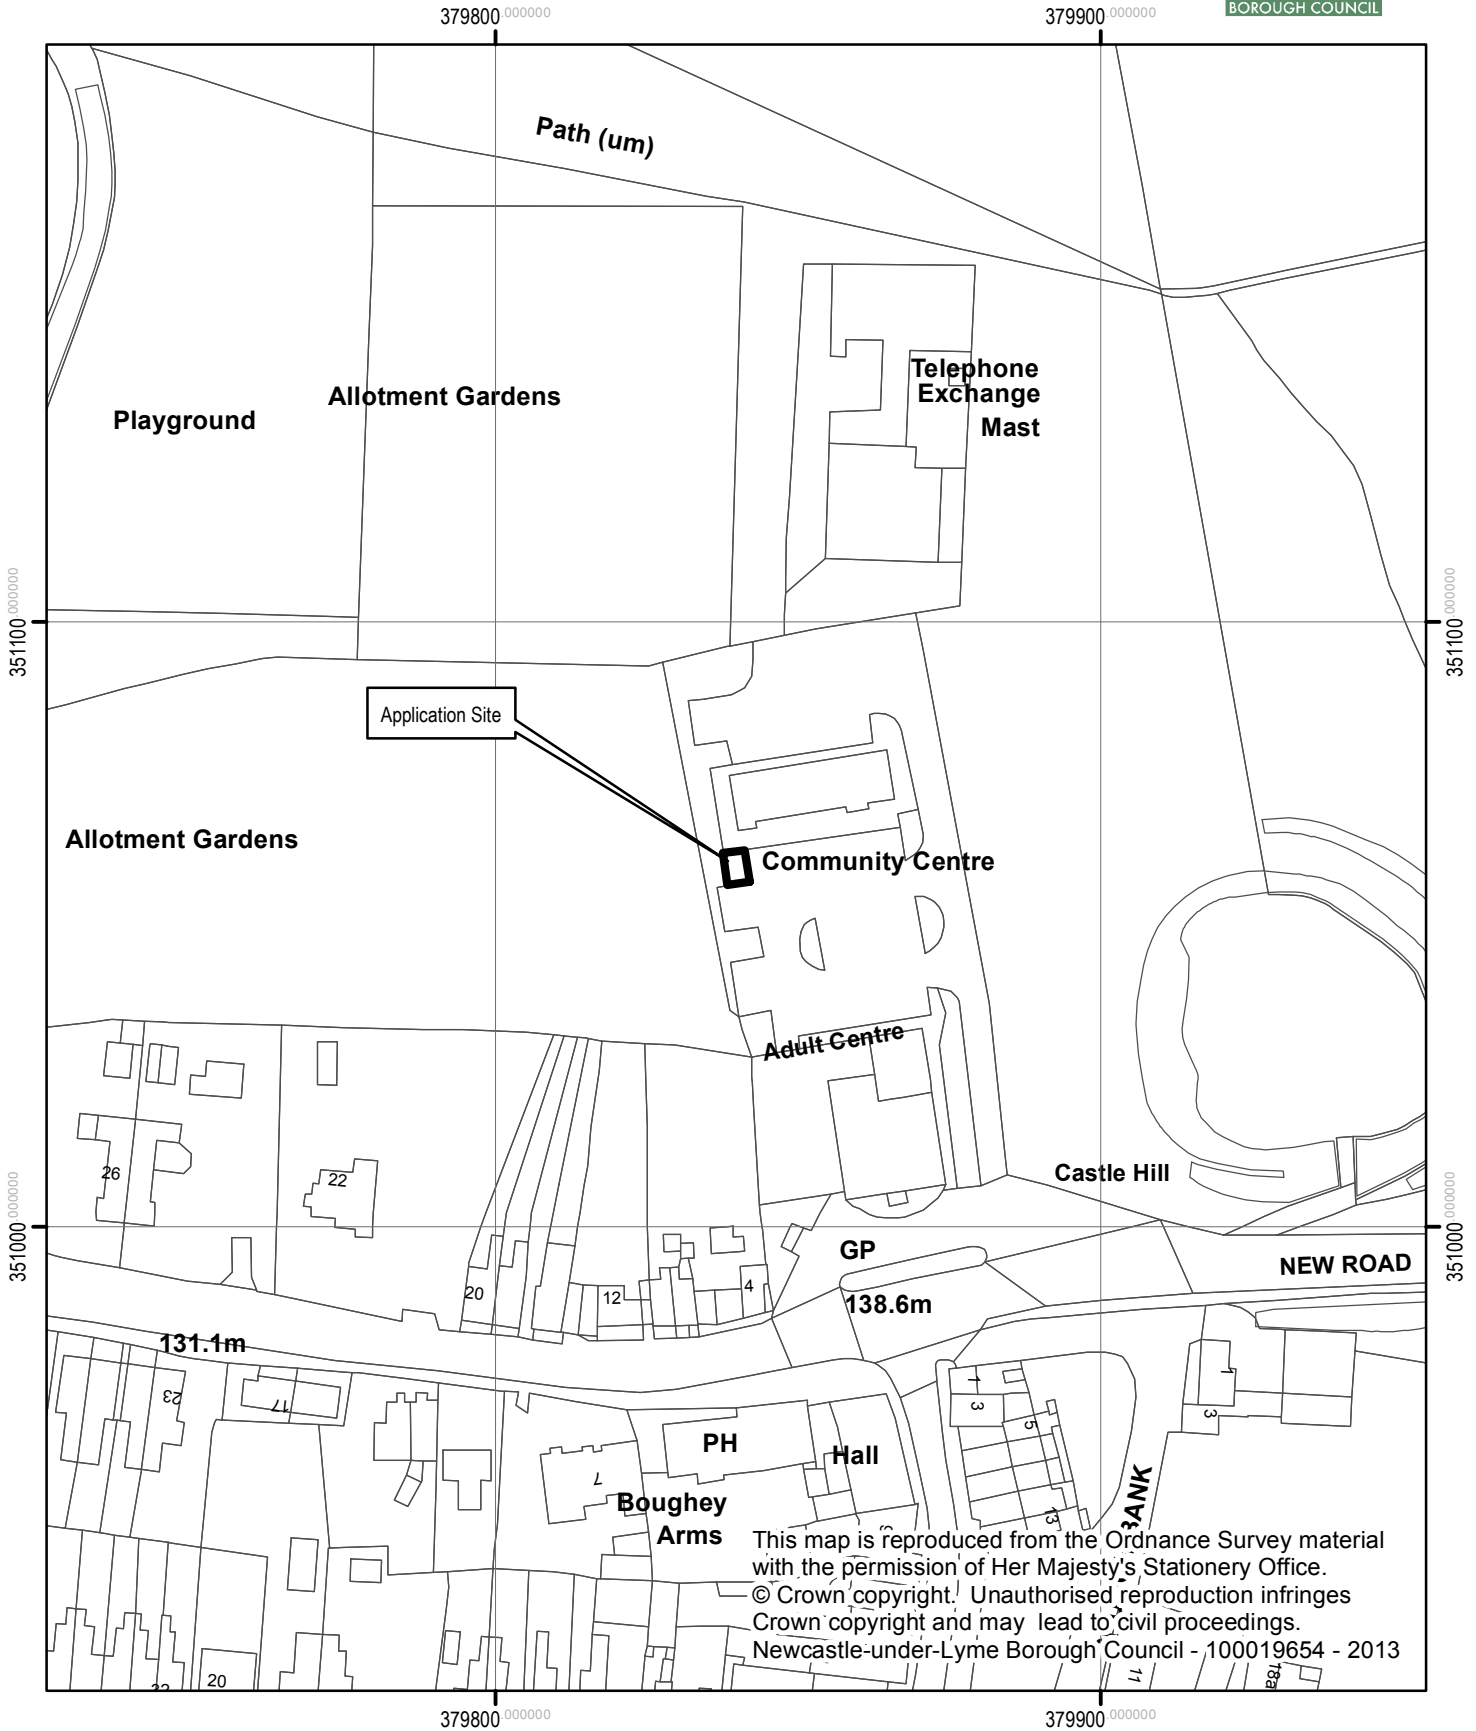 BOROUGH COUNCIL
379800.000000
379900.000000
Path (um)
Telephone
Exchange
Mast
Allotment Gardens
Playground
351100.000000
351100.000000
Application Site
Allotment Gardens
Community Centre
Adult Centre
26
22
Castle Hill
351000.000000
351000.000000
GP
NEW ROAD
20
12
4
138.6m
131.1m
23
17
1
3
5
13
1
3
PH
Hall
7
Boughey
Arms
BANK
This map is reproduced from the Ordnance Survey material
with the permission of Her Majesty's Stationery Office.
© Crown copyright. Unauthorised reproduction infringes
Crown copyright and may lead to civil proceedings.
Newcastle-under-Lyme Borough Council - 100019654 - 2013
20
11
18a
379800.000000
379900.000000